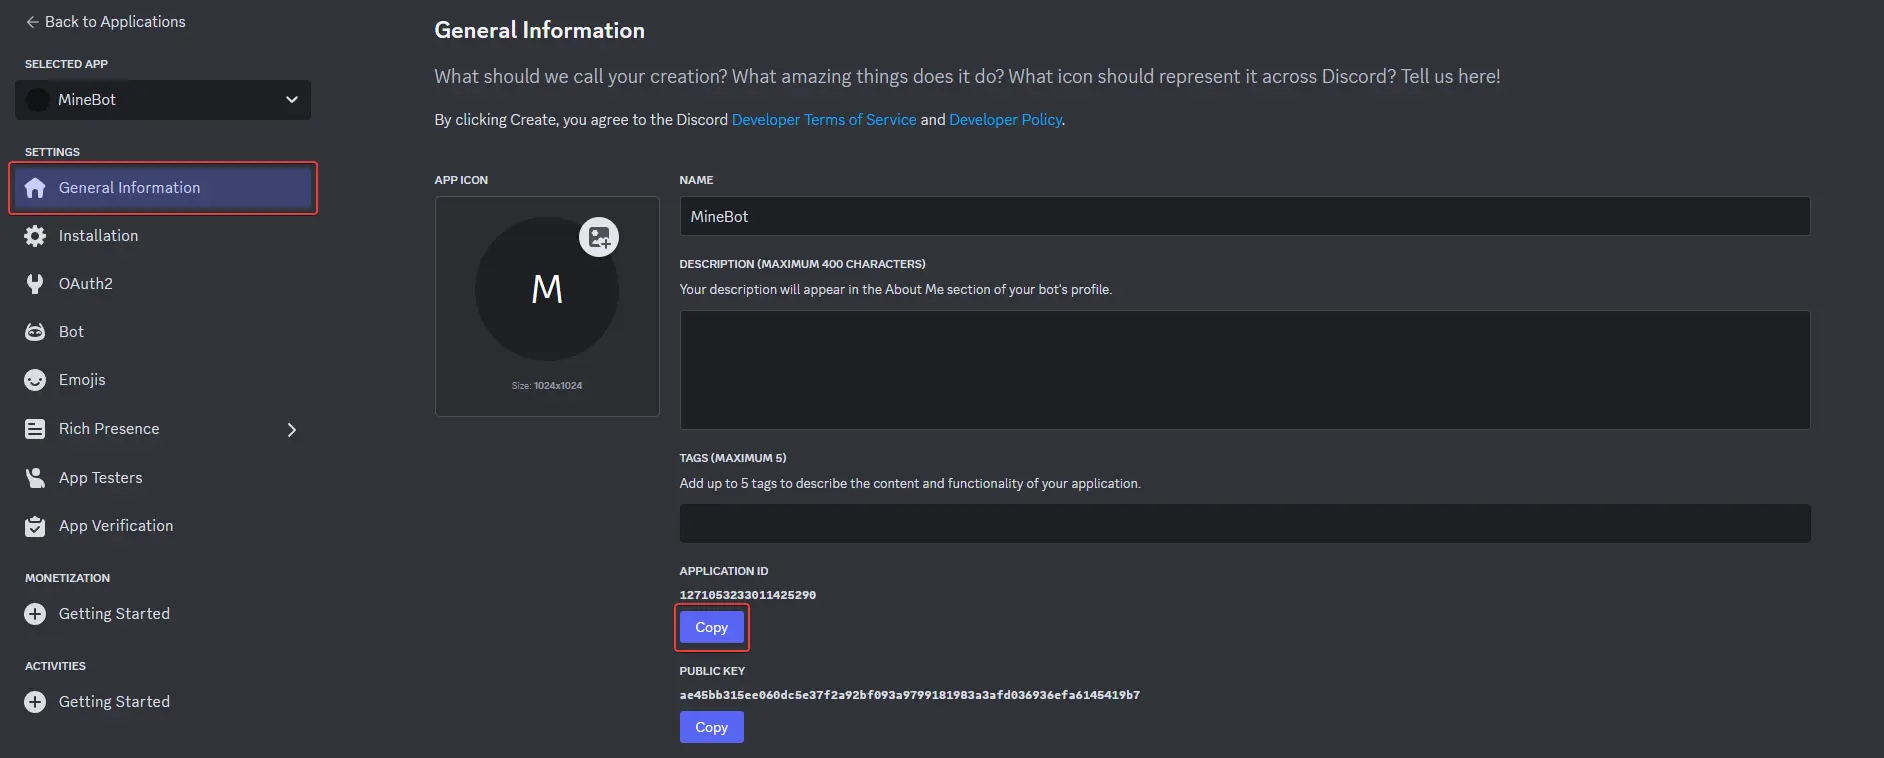 Back to Applications
SELECTED APP
MineBot
SETTINGS
General Information
Installation
OAuth2
Bot
Emojis
Rich Presence
App Testers
App Verification
MONETIZATION
Getting Started
ACTIVITIES
Getting Started
General Information
What should we call your creation? What amazing things does it do? What icon should represent it across Discord? Tell us here!
By clicking Create, you agree to the Discord Developer Terms of Service and Developer Policy.
APP ICON
M
Size: 1024x1024
NAME
MineBot
DESCRIPTION (MAXIMUM 400 CHARACTERS)
Your description will appear in the About Me section of your bot's profile.
TAGS (MAXIMUM 5)
Add up to 5 tags to describe the content and functionality of your application.
APPLICATION ID
1271053233011425290
Copy
PUBLIC KEY
ae45bb315ee060dc5e37f2a92bf093a9799181983a3afd036936efa6145419b7
Copy